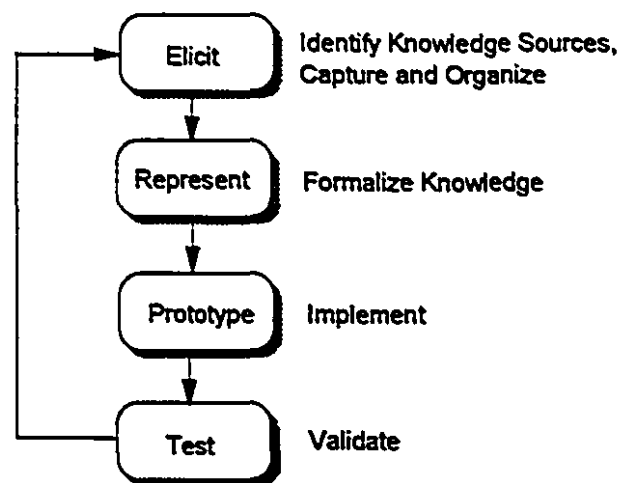 Elicit
Identify Knowledge Sources,
Capture and Organize
Represent
Formalize Knowledge
Prototype
Implement
Test
Validate